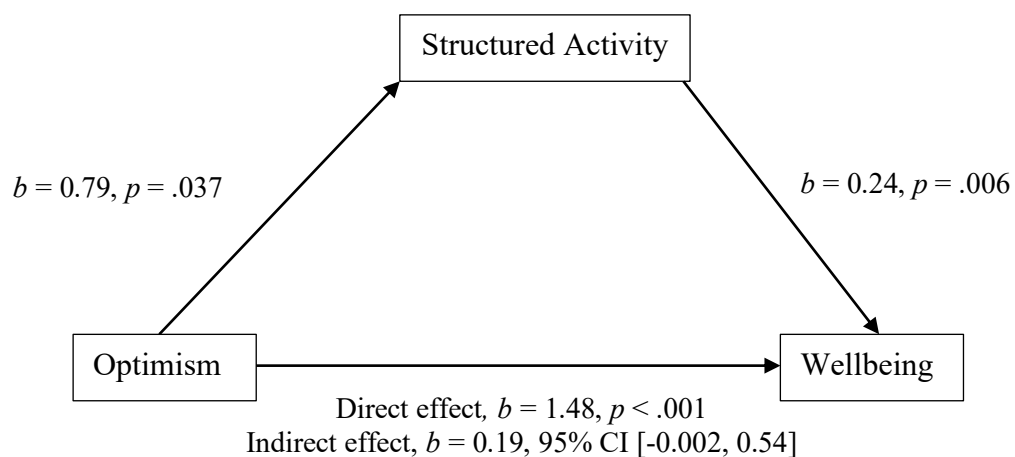 Structured Activity
b = 0.79, p = .037
b = 0.24, p = .006
Optimism
Wellbeing
Direct effect, b = 1.48, p < .001
Indirect effect, b = 0.19, 95% CI [-0.002, 0.54]